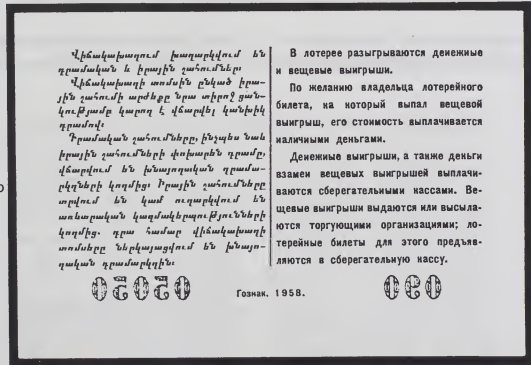 Վիճակախաղում խաղարկվում են
դրամական և իրային շահումներ։
Վիճակախաղի տոմսին ընկած իրա-
յին շահումի արժեքը նրա տիրոջ ցան-
կությամբ կարող է վճարվել կանխիկ
դրամով։
Դրամական շահումները, ինչպես նաև
իրային շահումների փոխարեն դրամը,
վճարվում են խնայողական դրամար-
կղների կողմից։ Իրային շահումները
տրվում են կամ ուղարկվում են
առևտրական կազմակերպությունների
կողմից. դրա համար վիճակախաղի
տոմսերը ներկայացվում են խնայո-
ղական դրամարկղին։
В лотерее разыгрываются денежные
и вещевые выигрыши.
По желанию владельца лотерейного
билета, на который выпал вещевой
выигрыш, его стоимость выплачивается
наличными деньгами.
Денежные выигрыши, а также деньги
взамен вещевых выигрышей выплачи-
ваются сберегательными кассами. Ве-
щевые выигрыши выдаются или высыла-
ются торгующими организациями; ло-
терейные билеты для этого предъяв-
ляются в сберегательную кассу.
05050
Гознак. 1958.
090